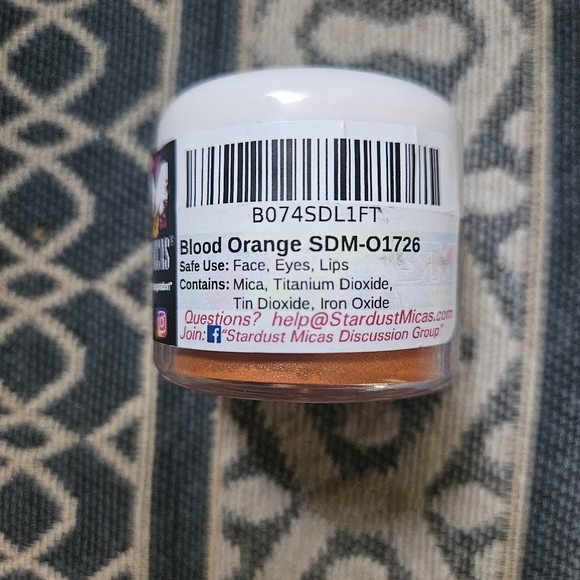 B074SDL1FT
Blood Orange SDM-O1726
Safe Use: Face, Eyes, Lips
Contains: Mica, Titanium Dioxide,
Tin Dioxide, Iron Oxide
Questions? help@StardustMicas.com
Join: f "Stardust Micas Discussion Group"